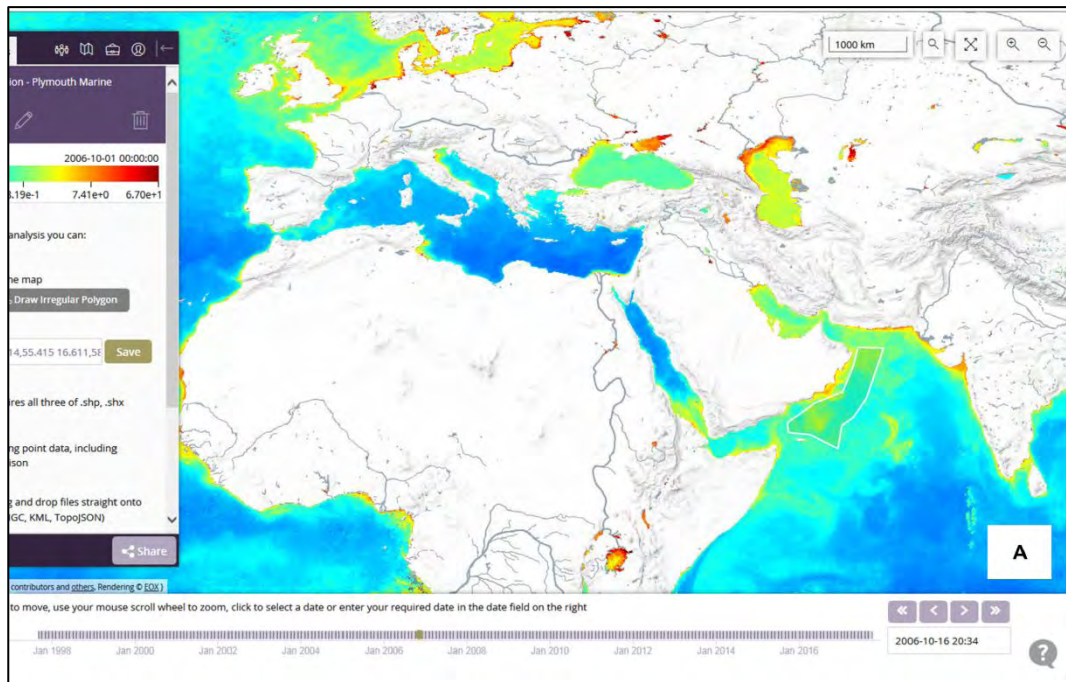 1000 km
ion - Plymouth Marine
2006-10-01 00:00:00
3.19e-1 7.41e+0 6.70e+1
analysis you can:
he map
Draw Irregular Polygon
14,55.415 16.611,58 Save
ires all three of .shp, .shx
ng point data, including
ison
g and drop files straight onto
IGC, KML, TopoJSON)
Share
A
contributors and others, Rendering © EOX )
to move, use your mouse scroll wheel to zoom, click to select a date or enter your required date in the date field on the right
Jan 1998 Jan 2000 Jan 2002 Jan 2004 Jan 2006 Jan 2008 Jan 2010 Jan 2012 Jan 2014 Jan 2016
2006-10-16 20:34
?